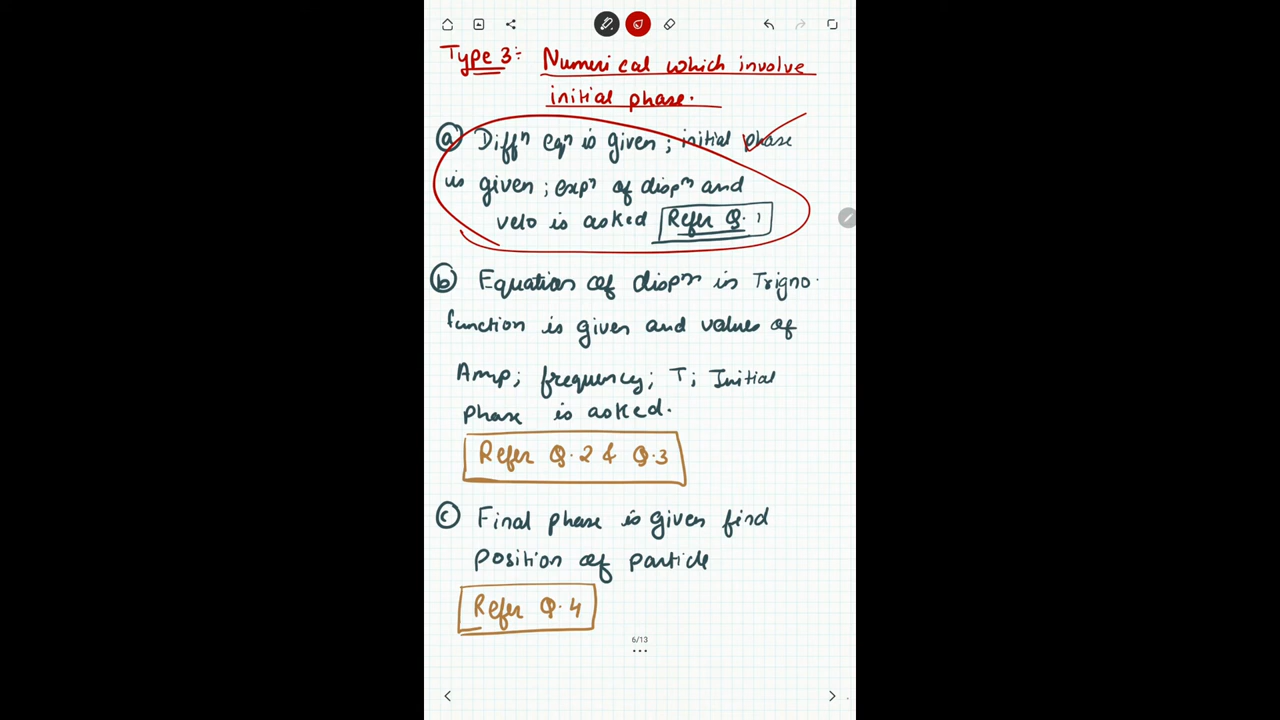 Type 3:- Numerical which involve
initial phase.
(a) Diffⁿ eqⁿ is given; initial phase
is given; expⁿ of dispⁿ and
velo is asked Refer Q. 1
(b) Equation of dispⁿ in Trigno.
function is given and values of
Amp; frequency; T; Initial
phase is asked.
Refer Q.2 & Q.3
(c) Final phase is given find
position of particle
Refer Q.4
6/13